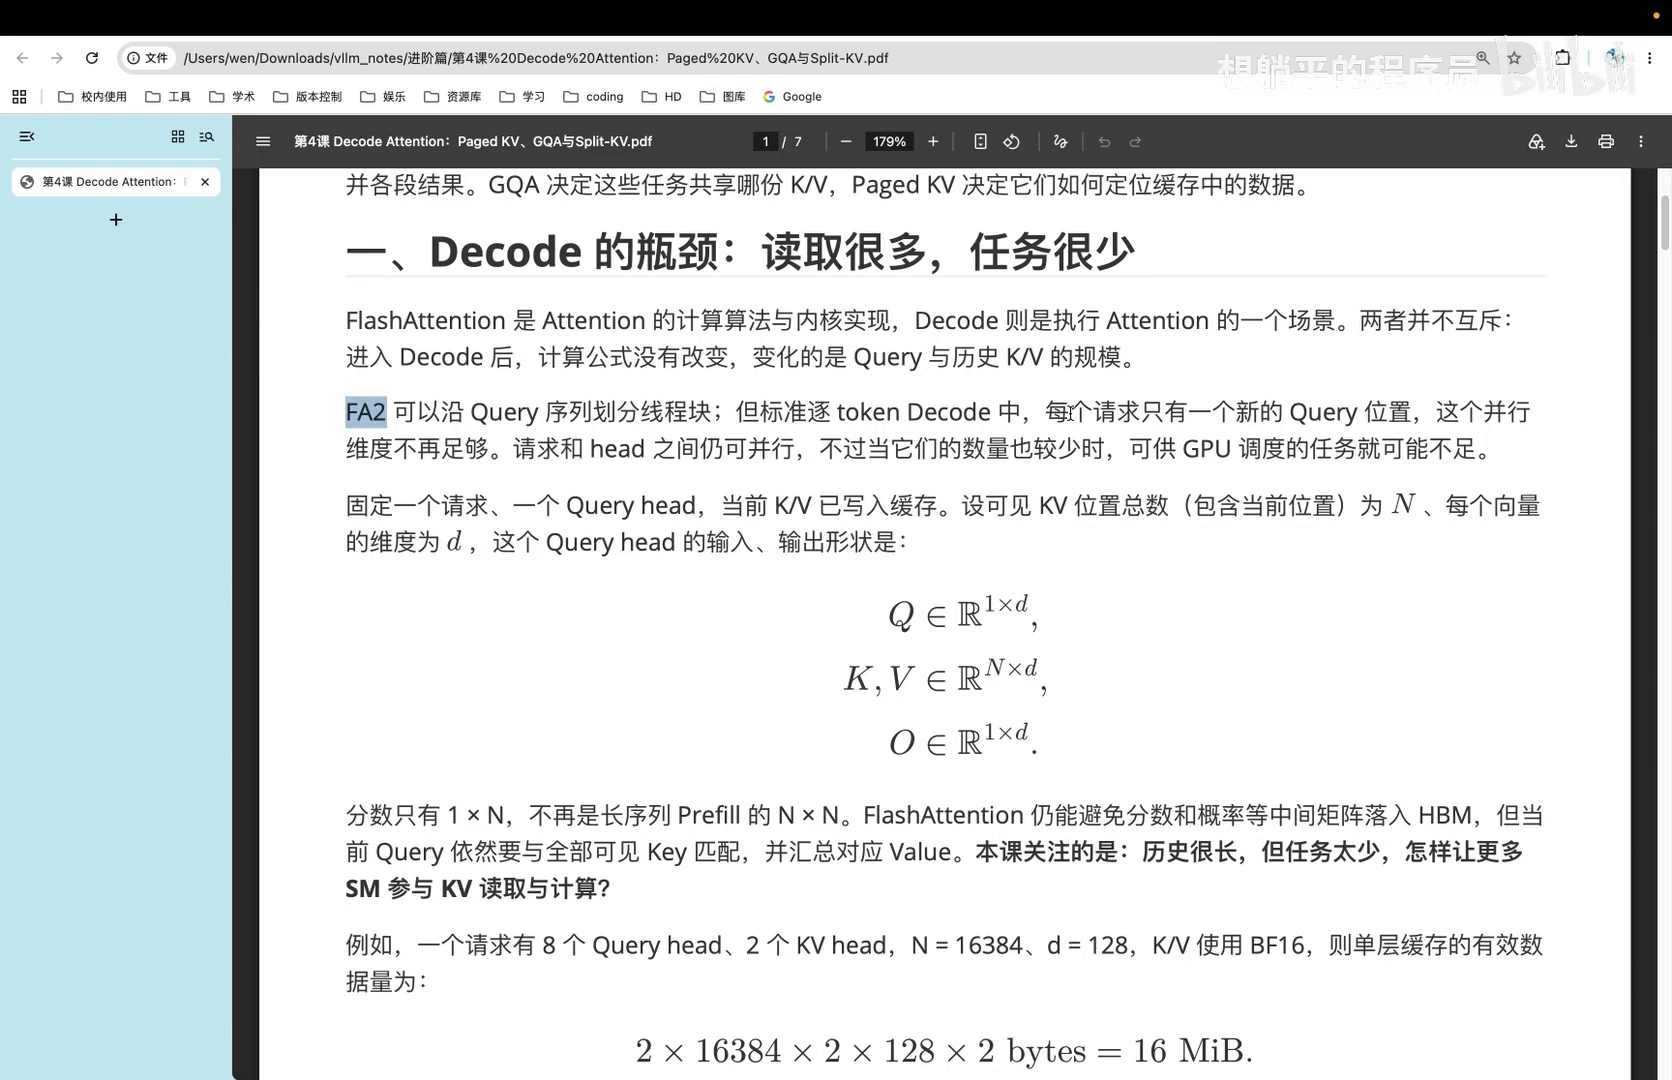 文件
/Users/wen/Downloads/vllm_notes/进阶篇/第4课%20Decode%20Attention: Paged%20KV、GQA与Split-KV.pdf
想躺平的程序员 bilibili
校内使用 工具 学术 版本控制 娱乐 资源库 学习 coding HD 图库 Google
第4课 Decode Attention: Paged KV、GQA与Split-KV.pdf 1 / 7 179%
第4课 Decode Attention:
并各段结果。GQA 决定这些任务共享哪份 K/V，Paged KV 决定它们如何定位缓存中的数据。
一、Decode 的瓶颈：读取很多，任务很少
FlashAttention 是 Attention 的计算算法与内核实现，Decode 则是执行 Attention 的一个场景。两者并不互斥：
进入 Decode 后，计算公式没有改变，变化的是 Query 与历史 K/V 的规模。
FA2 可以沿 Query 序列划分线程块；但标准逐 token Decode 中，每个请求只有一个新的 Query 位置，这个并行
维度不再足够。请求和 head 之间仍可并行，不过当它们的数量也较少时，可供 GPU 调度的任务就可能不足。
固定一个请求、一个 Query head，当前 K/V 已写入缓存。设可见 KV 位置总数（包含当前位置）为 N 、每个向量
的维度为 d ，这个 Query head 的输入、输出形状是：
Q ∈ ℝ^{1×d},
K, V ∈ ℝ^{N×d},
O ∈ ℝ^{1×d}.
分数只有 1 × N，不再是长序列 Prefill 的 N × N。FlashAttention 仍能避免分数和概率等中间矩阵落入 HBM，但当
前 Query 依然要与全部可见 Key 匹配，并汇总对应 Value。本课关注的是：历史很长，但任务太少，怎样让更多
SM 参与 KV 读取与计算？
例如，一个请求有 8 个 Query head、2 个 KV head，N = 16384、d = 128，K/V 使用 BF16，则单层缓存的有效数
据量为：
2 × 16384 × 2 × 128 × 2 bytes = 16 MiB.